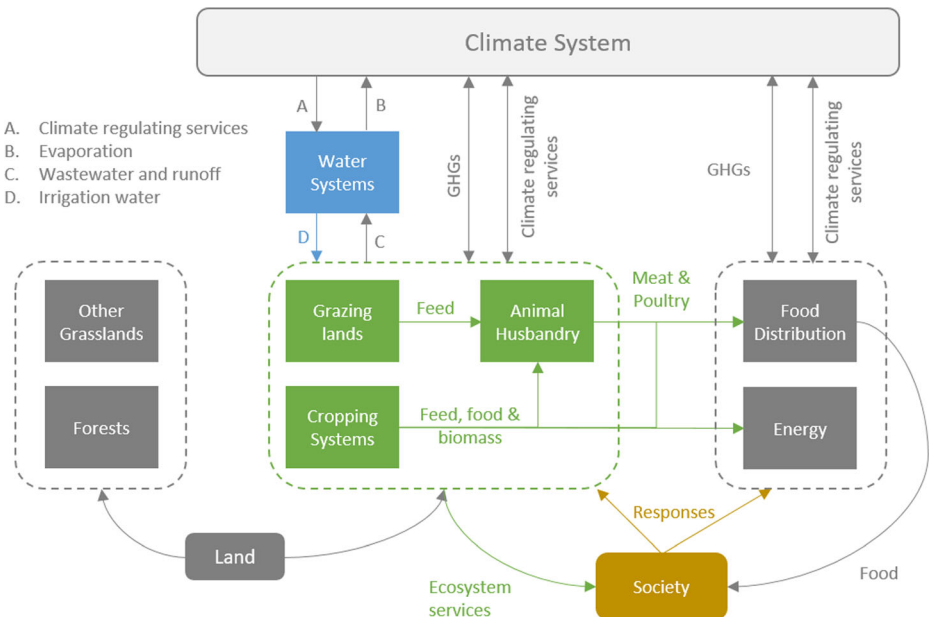 Climate System
A. Climate regulating services
B. Evaporation
C. Wastewater and runoff
D. Irrigation water
A
B
Water
Systems
D
C
GHGs
Climate regulating
services
GHGs
Climate regulating
services
Other
Grasslands
Forests
Grazing
lands
Feed
Animal
Husbandry
Meat &
Poultry
Food
Distribution
Cropping
Systems
Feed, food &
biomass
Energy
Land
Ecosystem
services
Responses
Society
Food